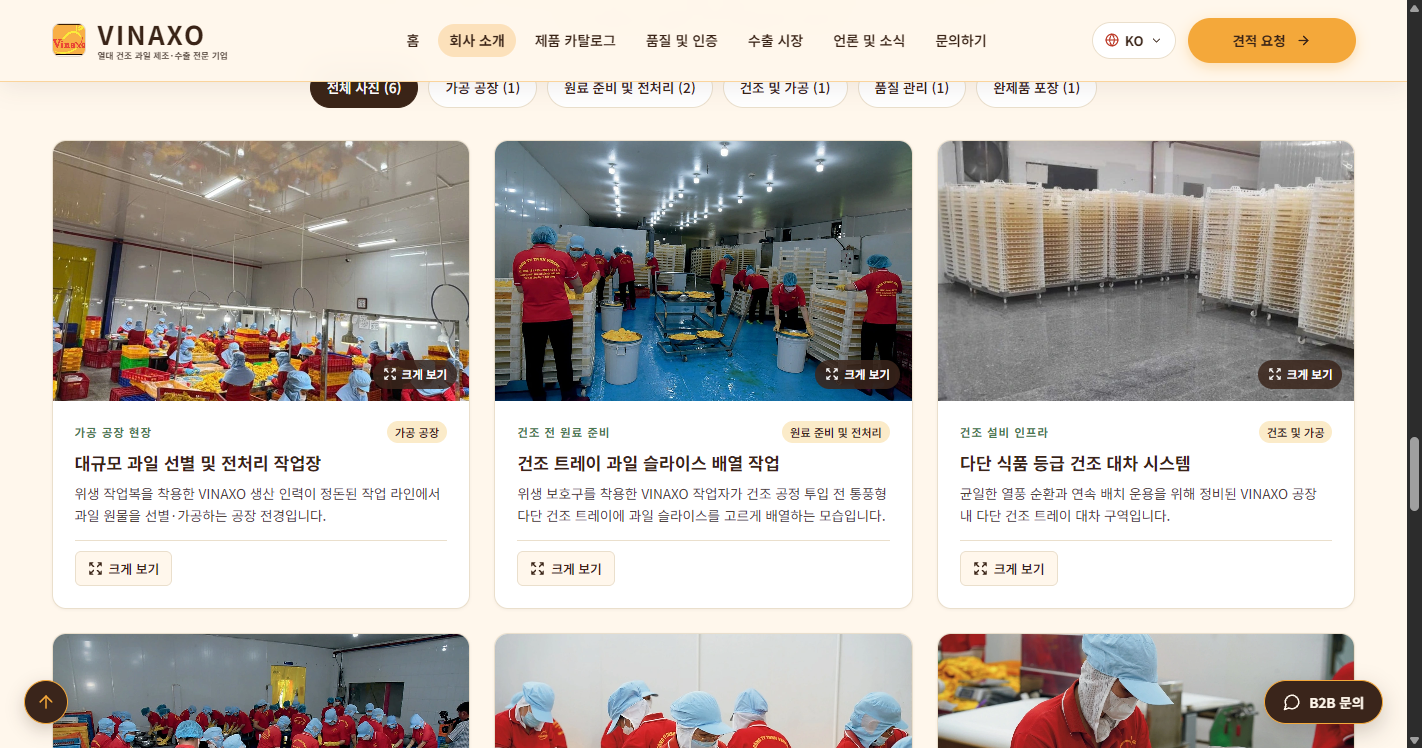 Vinaxo
VINAXO
열대 건조 과일 제조·수출 전문 기업
홈
회사 소개
제품 카탈로그
품질 및 인증
수출 시장
언론 및 소식
문의하기
KO
견적 요청
전체 사진 (6)
가공 공장 (1)
원료 준비 및 전처리 (2)
건조 및 가공 (1)
품질 관리 (1)
완제품 포장 (1)
크게 보기
크게 보기
크게 보기
가공 공장 현장
가공 공장
대규모 과일 선별 및 전처리 작업장
위생 작업복을 착용한 VINAXO 생산 인력이 정돈된 작업 라인에서
과일 원물을 선별·가공하는 공장 전경입니다.
크게 보기
건조 전 원료 준비
원료 준비 및 전처리
건조 트레이 과일 슬라이스 배열 작업
위생 보호구를 착용한 VINAXO 작업자가 건조 공정 투입 전 통풍형
다단 건조 트레이에 과일 슬라이스를 고르게 배열하는 모습입니다.
크게 보기
건조 설비 인프라
건조 및 가공
다단 식품 등급 건조 대차 시스템
균일한 열풍 순환과 연속 배치 운용을 위해 정비된 VINAXO 공장
내 다단 건조 트레이 대차 구역입니다.
크게 보기
B2B 문의